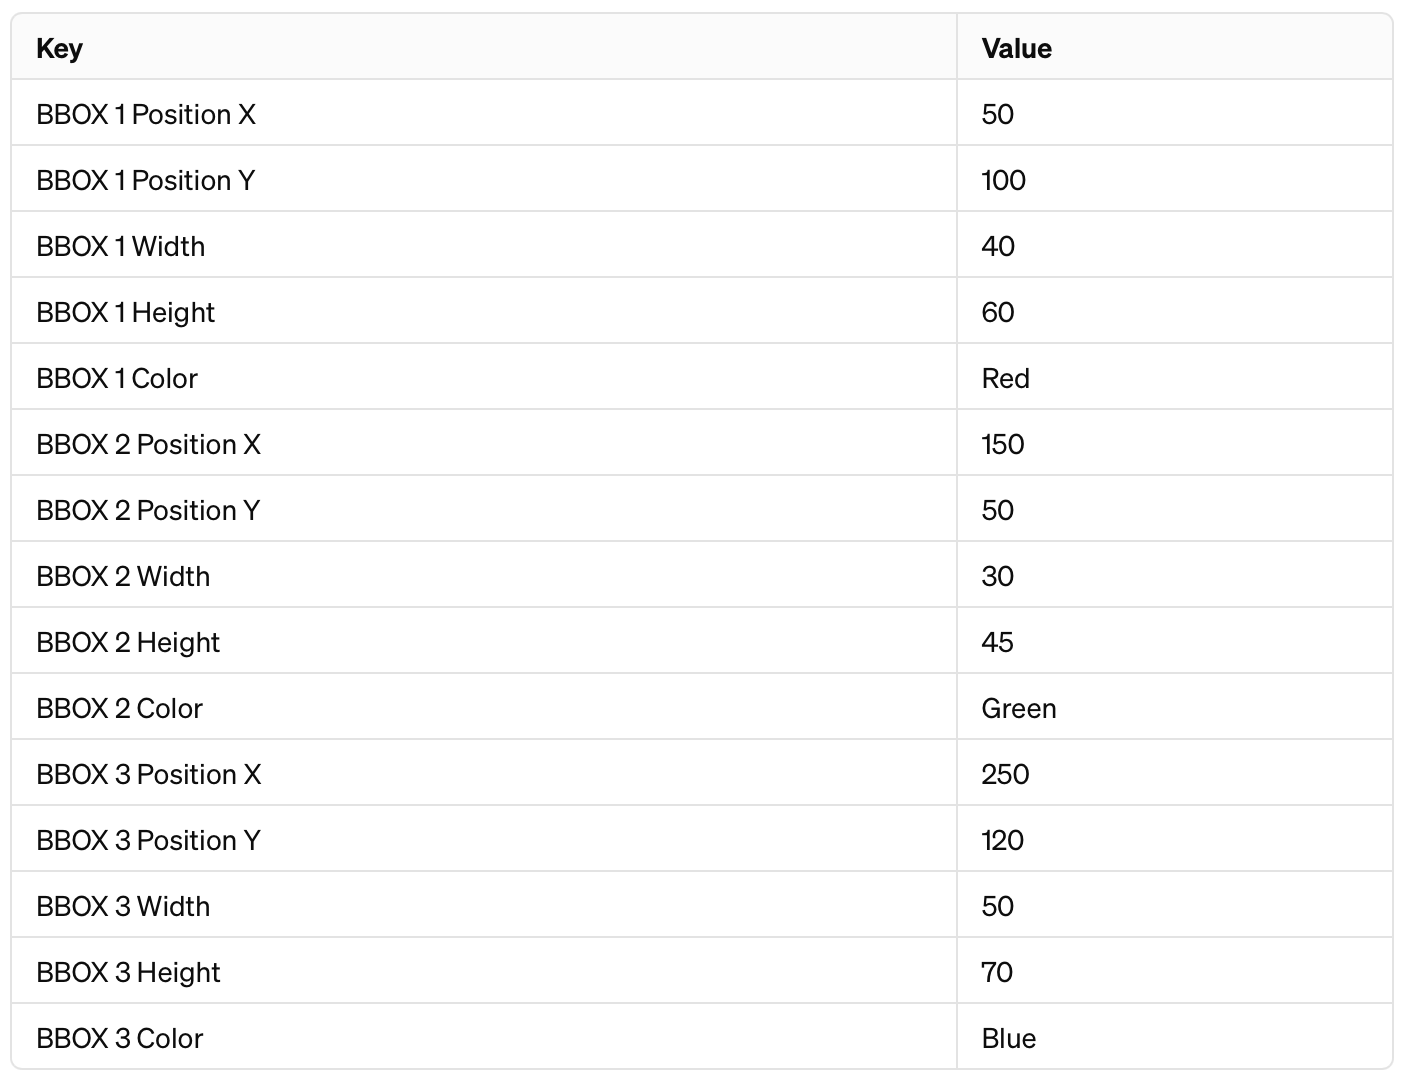 Key Value
BBOX 1 Position X 50
BBOX 1 Position Y 100
BBOX 1 Width 40
BBOX 1 Height 60
BBOX 1 Color Red
BBOX 2 Position X 150
BBOX 2 Position Y 50
BBOX 2 Width 30
BBOX 2 Height 45
BBOX 2 Color Green
BBOX 3 Position X 250
BBOX 3 Position Y 120
BBOX 3 Width 50
BBOX 3 Height 70
BBOX 3 Color Blue